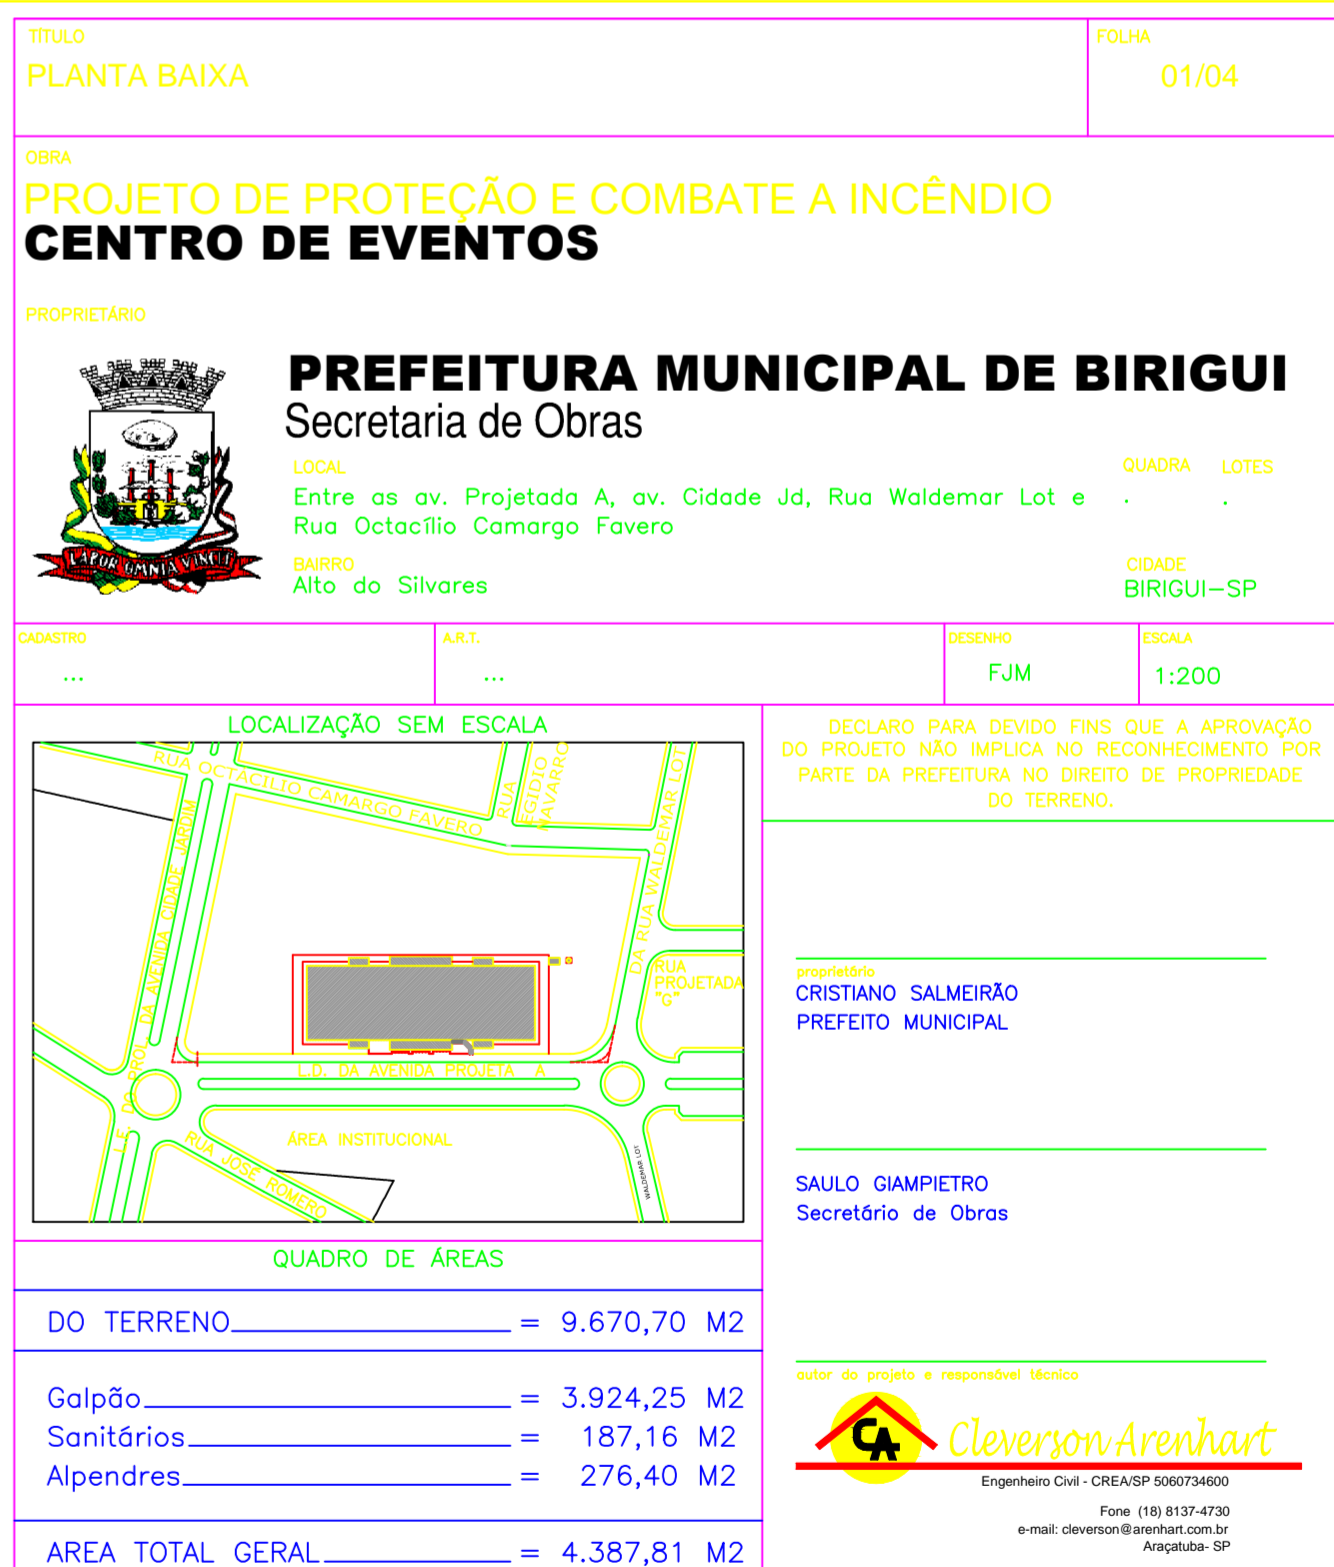 TÍTULO
PLANTA BAIXA
FOLHA
01/04
OBRA
PROJETO DE PROTEÇÃO E COMBATE A INCÊNDIO
CENTRO DE EVENTOS
PROPRIETÁRIO
LABOR OMNIA VINCIT
PREFEITURA MUNICIPAL DE BIRIGUI
Secretaria de Obras
LOCAL
Entre as av. Projetada A, av. Cidade Jd, Rua Waldemar Lot e
Rua Octacílio Camargo Favero
QUADRA
.
LOTES
.
BAIRRO
Alto do Silvares
CIDADE
BIRIGUI-SP
CADASTRO
...
A.R.T.
...
DESENHO
FJM
ESCALA
1:200
LOCALIZAÇÃO SEM ESCALA
RUA OCTACILIO CAMARGO FAVERO
RUA
EGIDIO
NAVARRO
DA RUA WALDEMAR LOT
L.E. DO PROL. DA AVENIDA CIDADE JARDIM
RUA
PROJETADA
"G"
L.D. DA AVENIDA PROJETA A
ÁREA INSTITUCIONAL
RUA JOSÉ ROMERO
WALDEMAR LOT
QUADRO DE ÁREAS
DO TERRENO = 9.670,70 M2
Galpão = 3.924,25 M2
Sanitários = 187,16 M2
Alpendres = 276,40 M2
AREA TOTAL GERAL = 4.387,81 M2
DECLARO PARA DEVIDO FINS QUE A APROVAÇÃO
DO PROJETO NÃO IMPLICA NO RECONHECIMENTO POR
PARTE DA PREFEITURA NO DIREITO DE PROPRIEDADE
DO TERRENO.
proprietário
CRISTIANO SALMEIRÃO
PREFEITO MUNICIPAL
SAULO GIAMPIETRO
Secretário de Obras
autor do projeto e responsável técnico
CA
Cleverson Arenhart
Engenheiro Civil - CREA/SP 5060734600
Fone (18) 8137-4730
e-mail: cleverson@arenhart.com.br
Araçatuba- SP